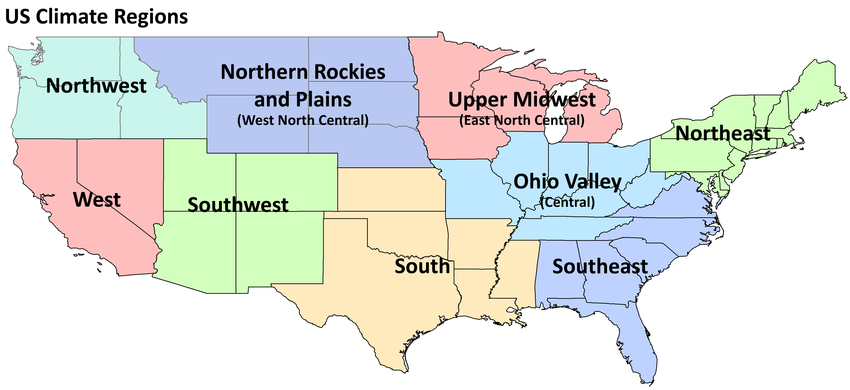 US Climate Regions
Northwest
Northern Rockies
and Plains
(West North Central)
Upper Midwest
(East North Central)
Northeast
West
Southwest
Ohio Valley
(Central)
South
Southeast